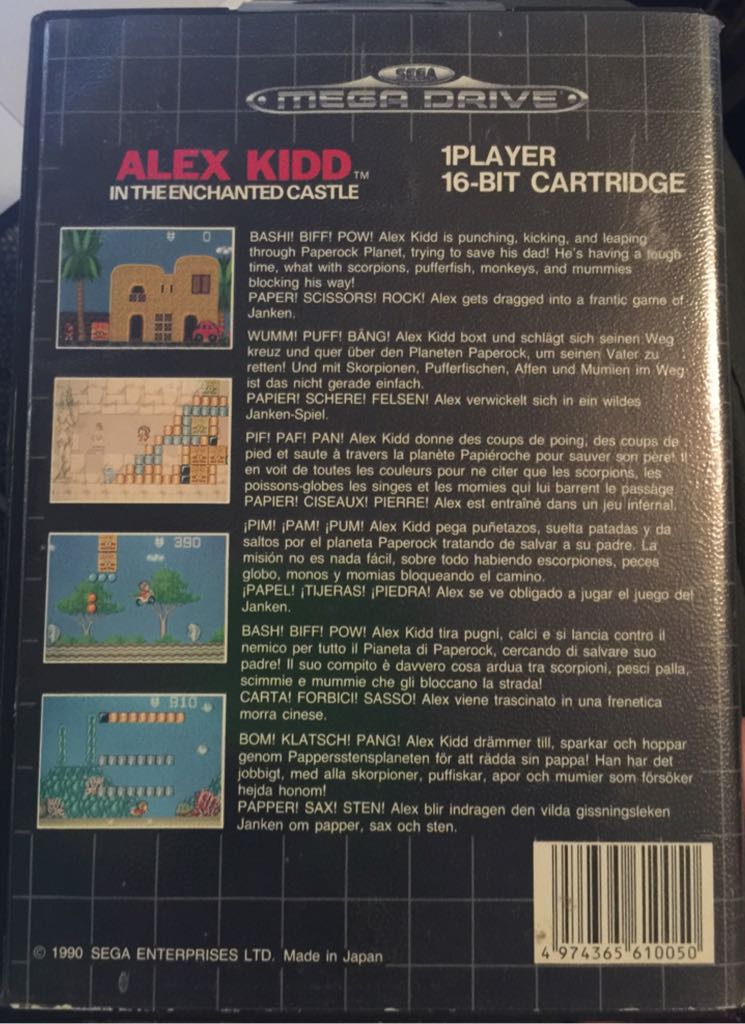 SEGA
MEGA DRIVE
ALEX KIDD™
IN THE ENCHANTED CASTLE
1PLAYER
16-BIT CARTRIDGE
0
BASHI! BIFF! POW! Alex Kidd is punching, kicking, and leaping
through Paperock Planet, trying to save his dad! He's having a tough
time, what with scorpions, pufferfish, monkeys, and mummies
blocking his way!
PAPER! SCISSORS! ROCK! Alex gets dragged into a frantic game of
Janken.
WUMM! PUFF! BÄNG! Alex Kidd boxt und schlägt sich seinen Weg
kreuz und quer über den Planeten Paperock, um seinen Vater zu
retten! Und mit Skorpionen, Pufferfischen, Affen und Mumien im Weg
ist das nicht gerade einfach.
PAPIER! SCHERE! FELSEN! Alex verwickelt sich in ein wildes
Janken-Spiel.
PIF! PAF! PAN! Alex Kidd donne des coups de poing, des coups de
pied et saute à travers la planète Papiéroche pour sauver son père! Il
en voit de toutes les couleurs pour ne citer que les scorpions, les
poissons-globes les singes et les momies qui lui barrent le passage
PAPIER! CISEAUX! PIERRE! Alex est entraîné dans un jeu infernal.
390
¡PIM! ¡PAM! ¡PUM! Alex Kidd pega puñetazos, suelta patadas y da
saltos por el planeta Paperock tratando de salvar a su padre. La
misión no es nada fácil, sobre todo habiendo escorpiones, peces
globo, monos y momias bloqueando el camino.
¡PAPEL! ¡TIJERAS! ¡PIEDRA! Alex se ve obligado a jugar el juego del
Janken.
BASH! BIFF! POW! Alex Kidd tira pugni, calci e si lancia contro il
nemico per tutto il Pianeta di Paperock, cercando di salvare suo
padre! Il suo compito è davvero cosa ardua tra scorpioni, pesci palla,
scimmie e mummie che gli bloccano la strada!
CARTA! FORBICI! SASSO! Alex viene trascinato in una frenetica
morra cinese.
910
BOM! KLATSCH! PANG! Alex Kidd drämmer till, sparkar och hoppar
genom Pappersstensplaneten för att rädda sin pappa! Han har det
jobbigt, med alla skorpioner, puffiskar, apor och mumier som försöker
hejda honom!
PAPPER! SAX! STEN! Alex blir indragen den vilda gissningsleken
Janken om papper, sax och sten.
© 1990 SEGA ENTERPRISES LTD. Made in Japan
4 974365 610050